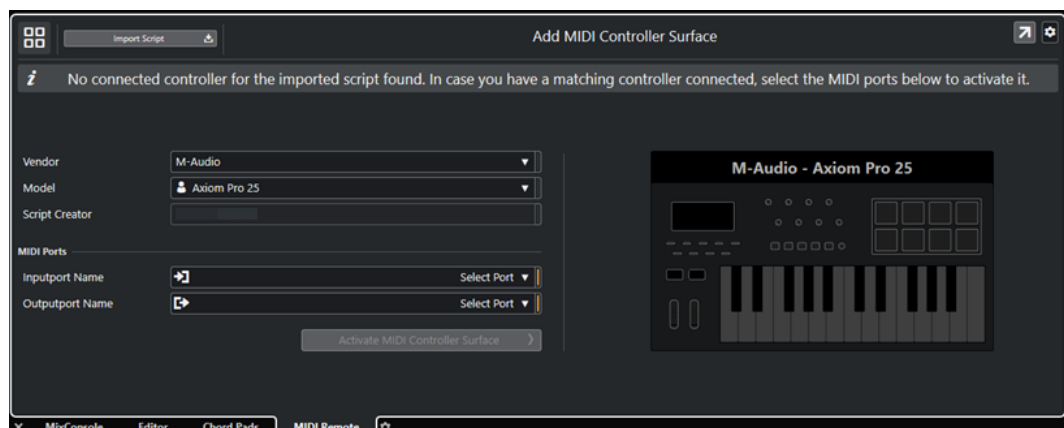 Import Script
Add MIDI Controller Surface
i No connected controller for the imported script found. In case you have a matching controller connected, select the MIDI ports below to activate it.
Vendor M-Audio
Model Axiom Pro 25
Script Creator
MIDI Ports
Inputport Name Select Port
Outputport Name Select Port
Activate MIDI Controller Surface
M-Audio - Axiom Pro 25
MixConsole Editor Chord Pads MIDI Remote